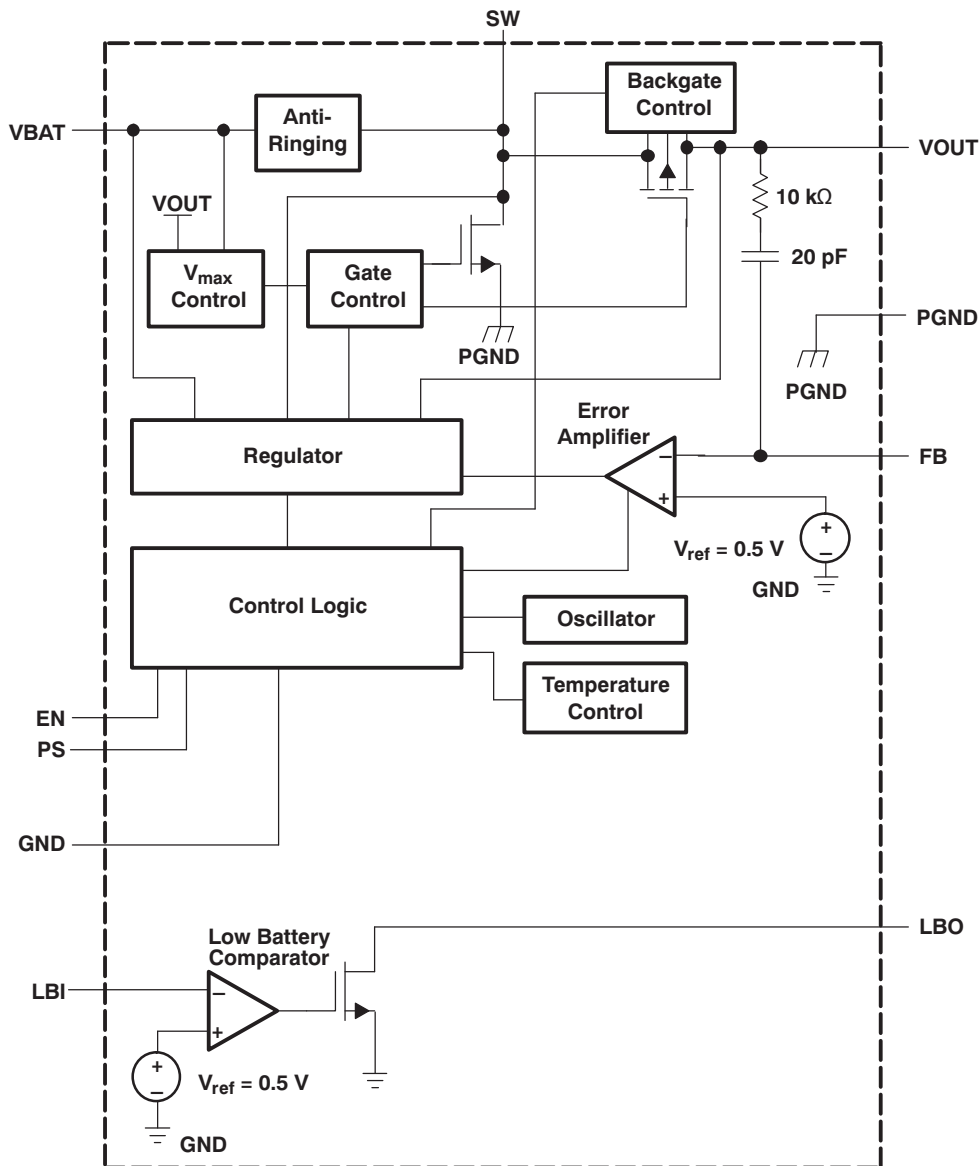 SW
Backgate
Control
Anti-
Ringing
VBAT
VOUT
VOUT
10 kΩ
20 pF
Vmax
Control
Gate
Control
PGND
PGND
PGND
Error
Amplifier
Regulator
−
+
FB
Vref = 0.5 V
+
−
GND
Control Logic
Oscillator
Temperature
Control
EN
PS
GND
LBO
Low Battery
Comparator
LBI
−
+
+
−
Vref = 0.5 V
GND